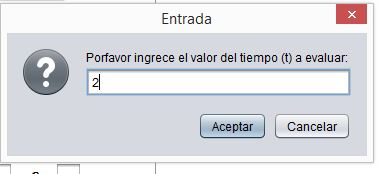 Entrada
Porfavor ingrece el valor del tiempo (t) a evaluar:
2
Aceptar Cancelar